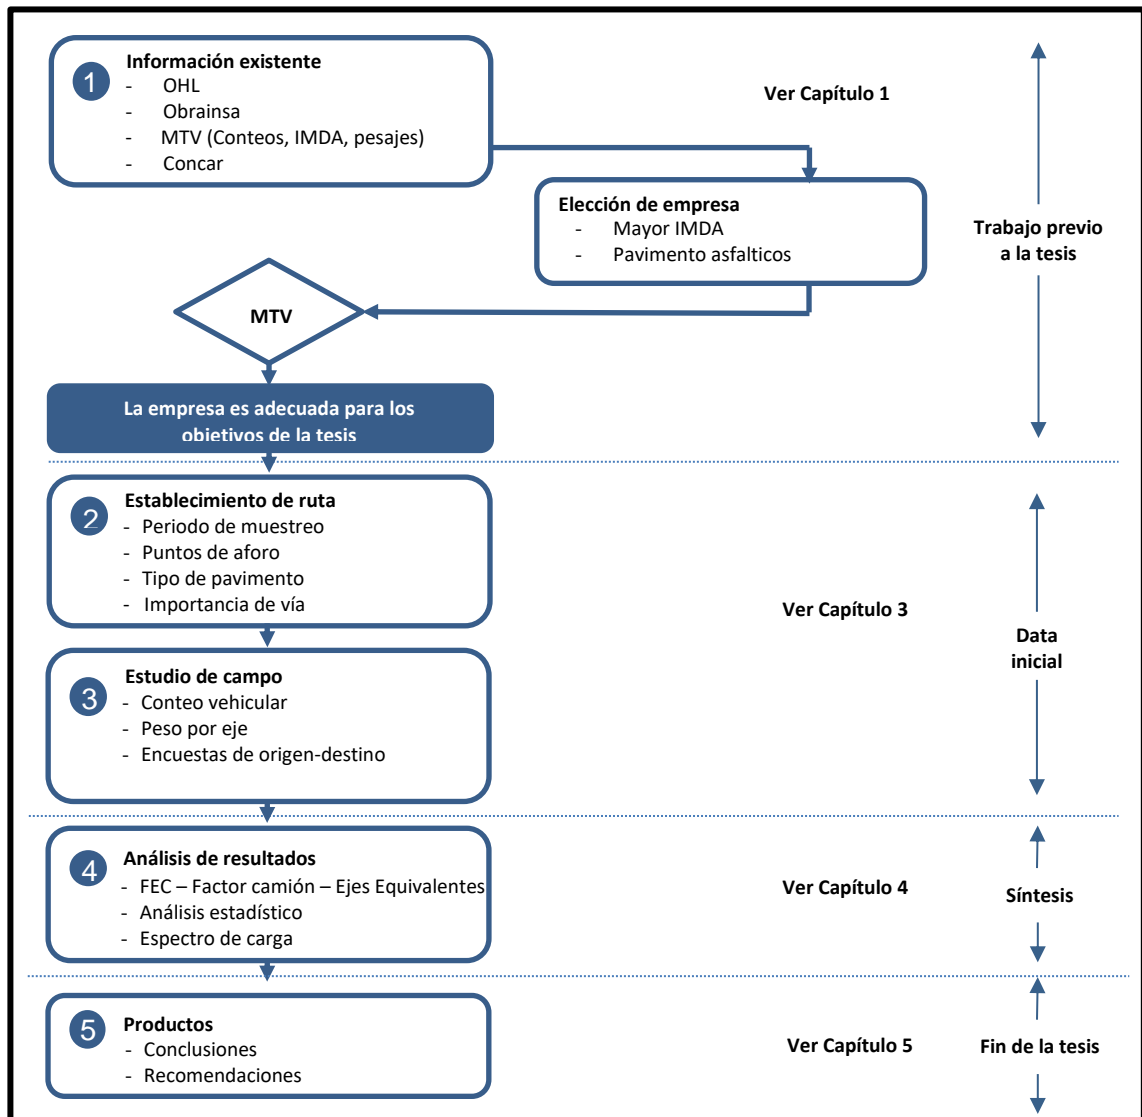 1
Información existente
- OHL
- Obrainsa
- MTV (Conteos, IMDA, pesajes)
- Concar
Ver Capítulo 1
Elección de empresa
- Mayor IMDA
- Pavimento asfalticos
Trabajo previo
a la tesis
MTV
La empresa es adecuada para los
objetivos de la tesis
2
Establecimiento de ruta
- Periodo de muestreo
- Puntos de aforo
- Tipo de pavimento
- Importancia de vía
Ver Capítulo 3
Data
inicial
3
Estudio de campo
- Conteo vehicular
- Peso por eje
- Encuestas de origen-destino
4
Análisis de resultados
- FEC – Factor camión – Ejes Equivalentes
- Análisis estadístico
- Espectro de carga
Ver Capítulo 4
Síntesis
5
Productos
- Conclusiones
- Recomendaciones
Ver Capítulo 5
Fin de la tesis